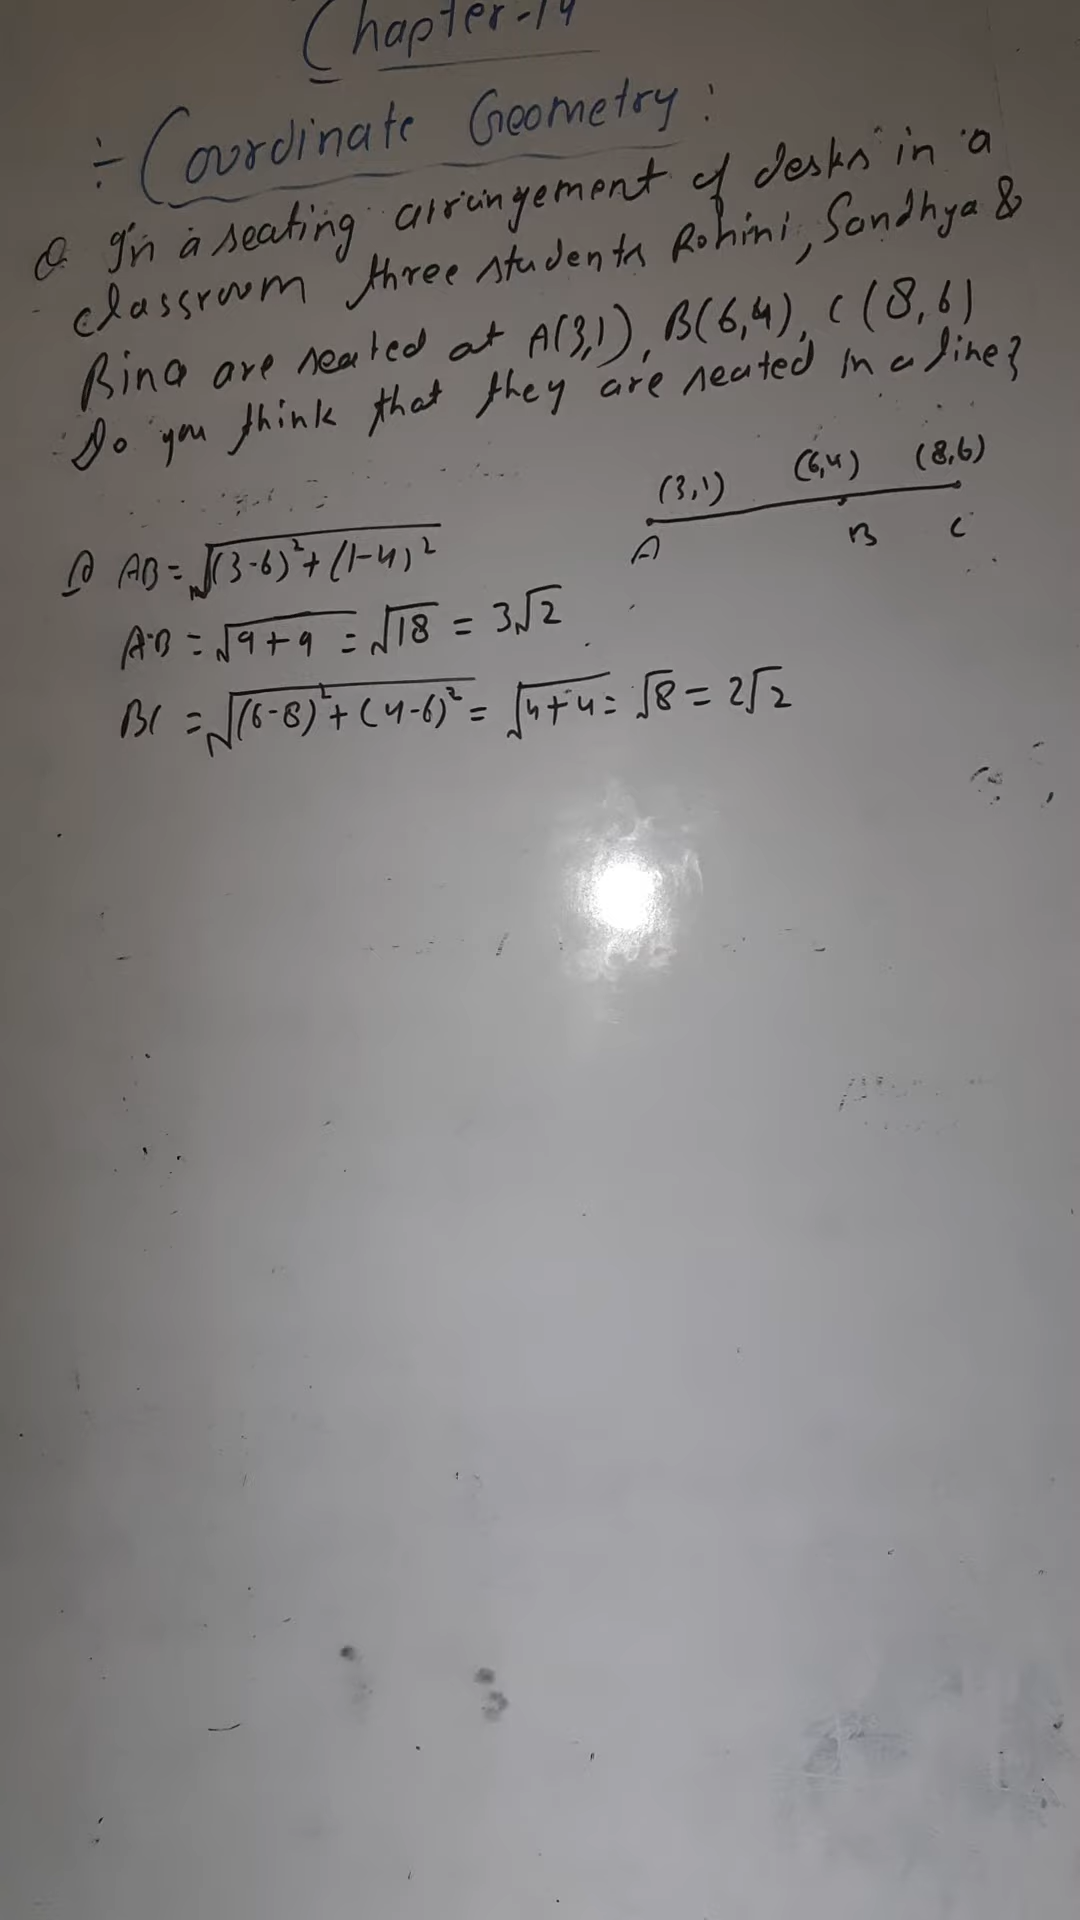 Chapter-14
÷ Coordinate Geometry:
Q. In a seating arrangement of desks in a
classroom three students Rohini, Sandhya &
Bina are seated at A(3,1), B(6,4), C(8,6)
Do you think that they are seated in a line?
(3,1) (6,4) (8,6)
A B C
AB = √(3-6)²+(1-4)²
AB = √9+9 = √18 = 3√2
BC = √(6-8)²+(4-6)² = √4+4 = √8 = 2√2